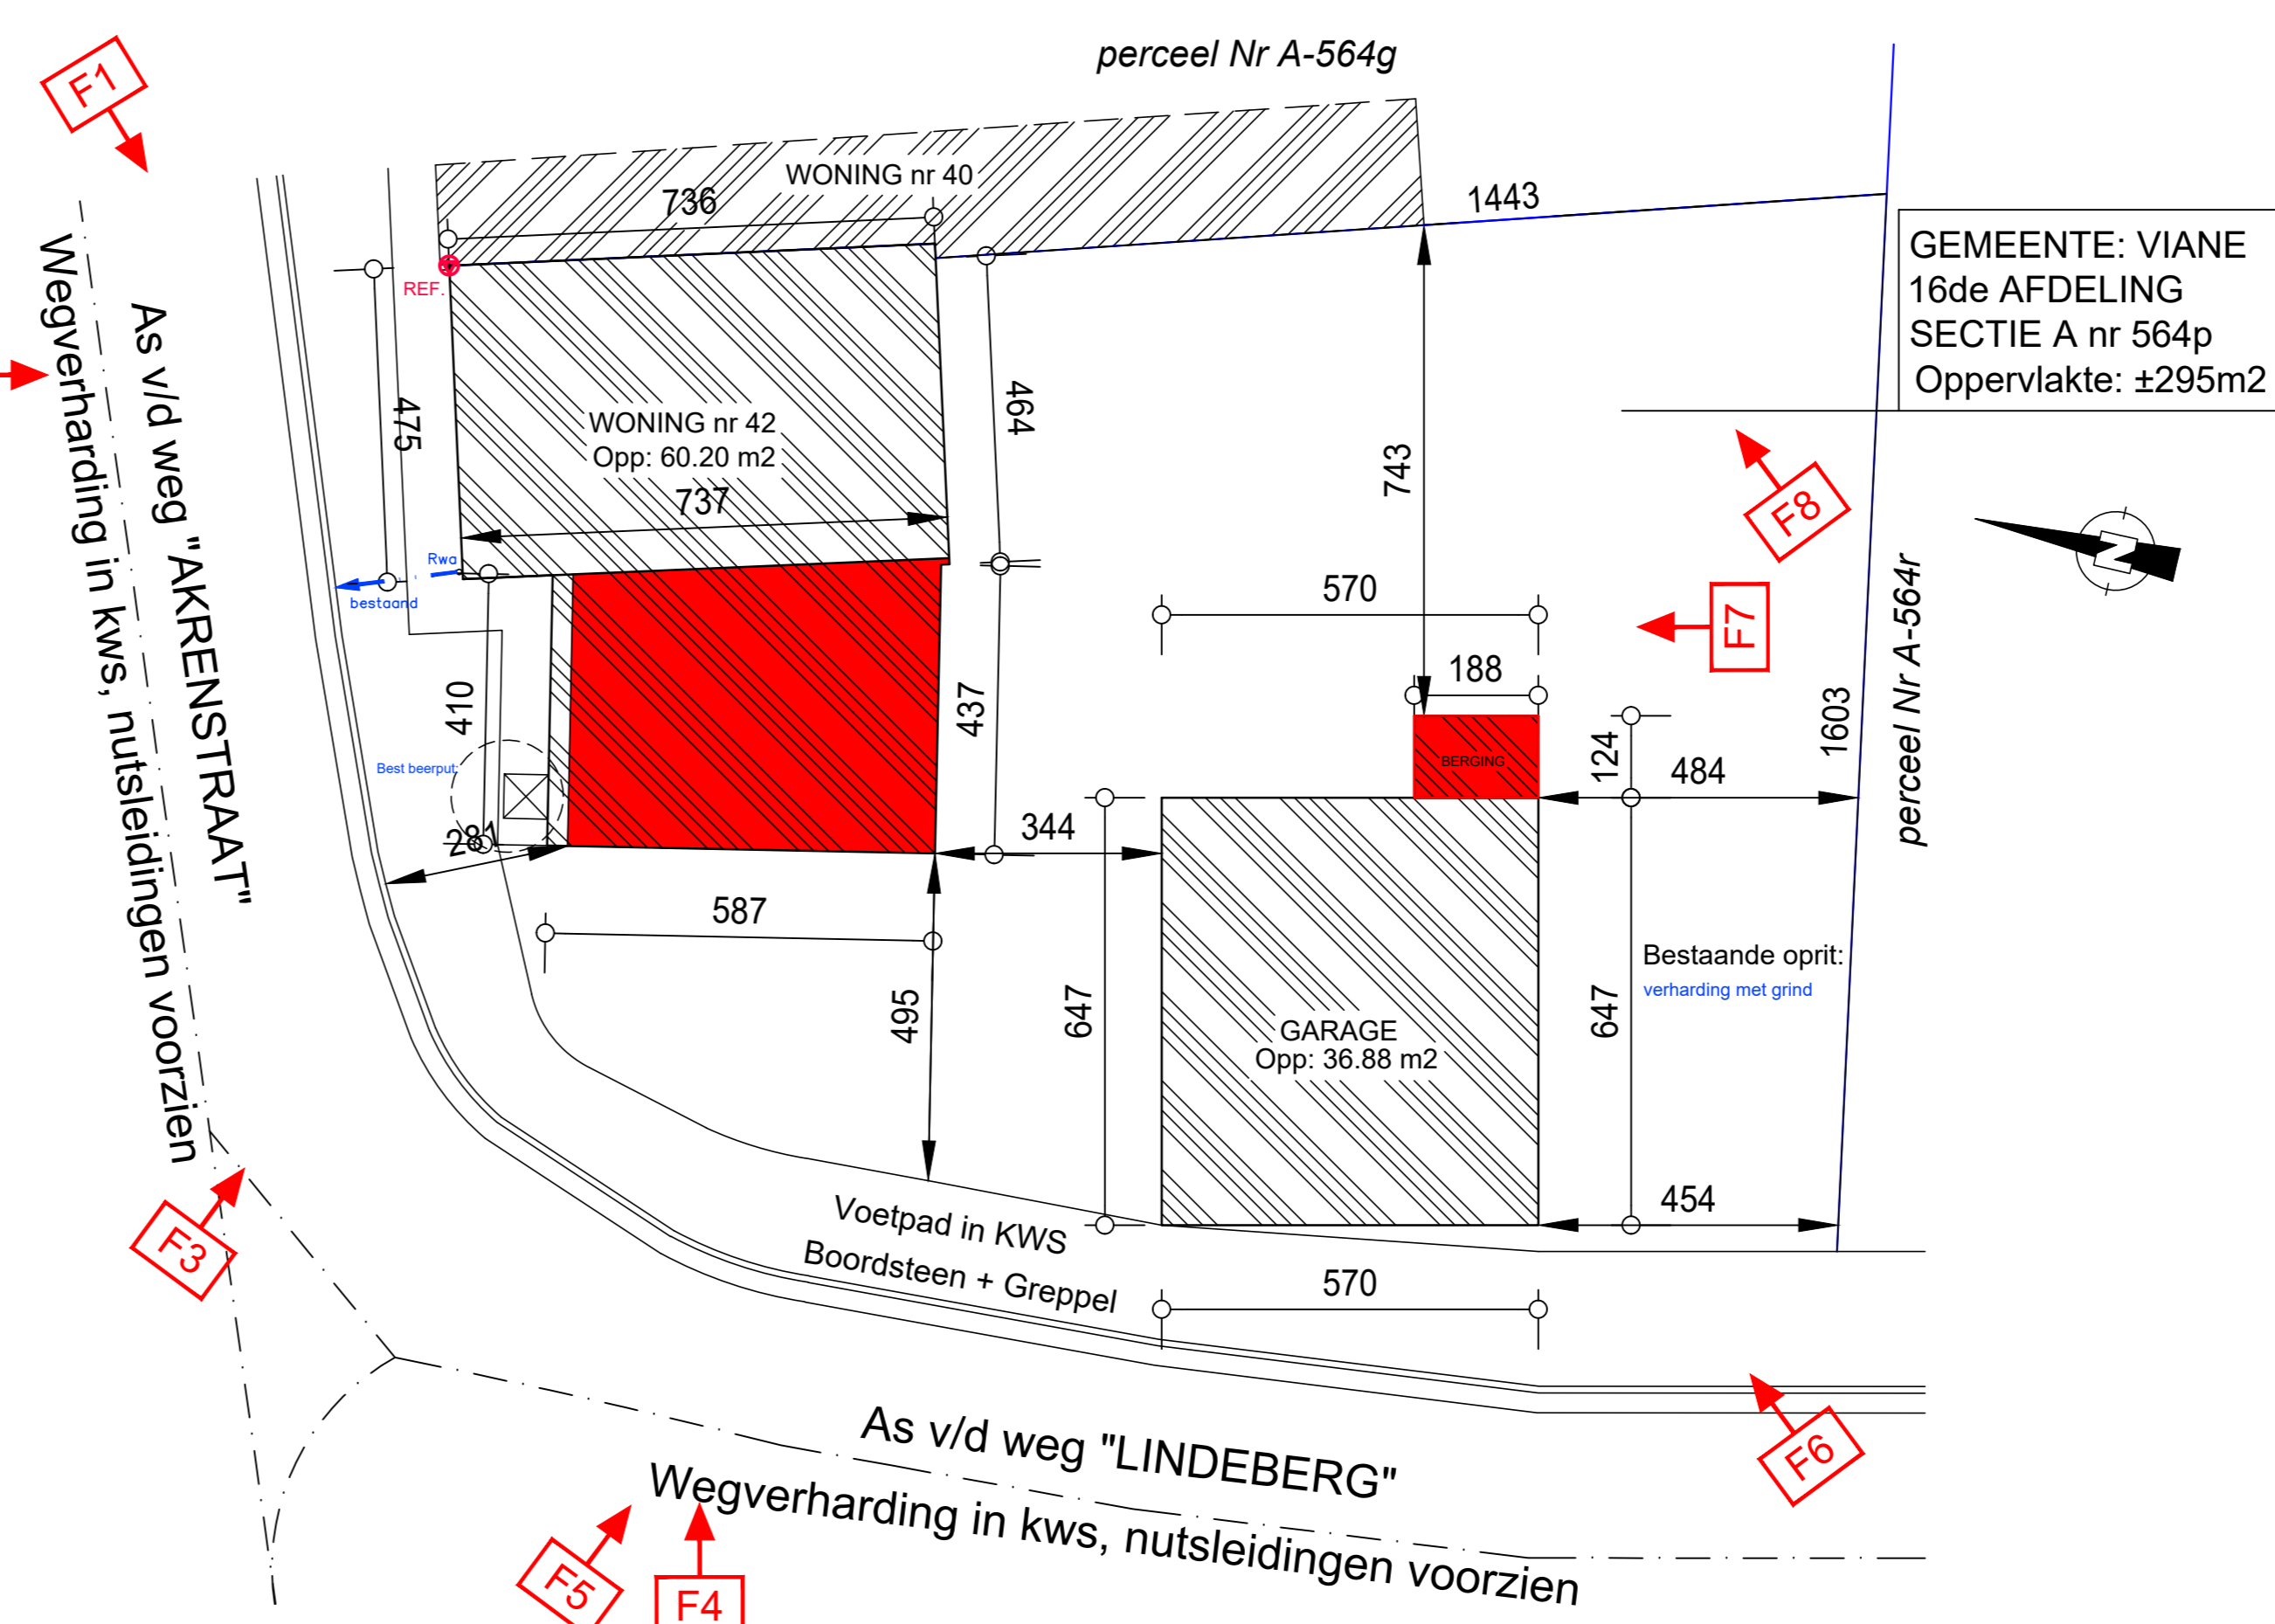 perceel Nr A-564g
F1
WONING nr 40
736
1443
GEMEENTE: VIANE
16de AFDELING
SECTIE A nr 564p
Oppervlakte: ±295m2
REF.
As v/d weg "AKRENSTRAAT"
Wegverharding in kws, nutsleidingen voorzien
475
464
WONING nr 42
Opp: 60.20 m2
737
743
F8
Rwa
bestaand
570
F7
perceel Nr A-564r
188
410
437
124
1603
Best beerput:
BERGING
484
281
344
587
495
647
647
Bestaande oprit:
verharding met grind
GARAGE
Opp: 36.88 m2
454
Voetpad in KWS
Boordsteen + Greppel
F3
570
As v/d weg "LINDEBERG"
Wegverharding in kws, nutsleidingen voorzien
F6
F5
F4